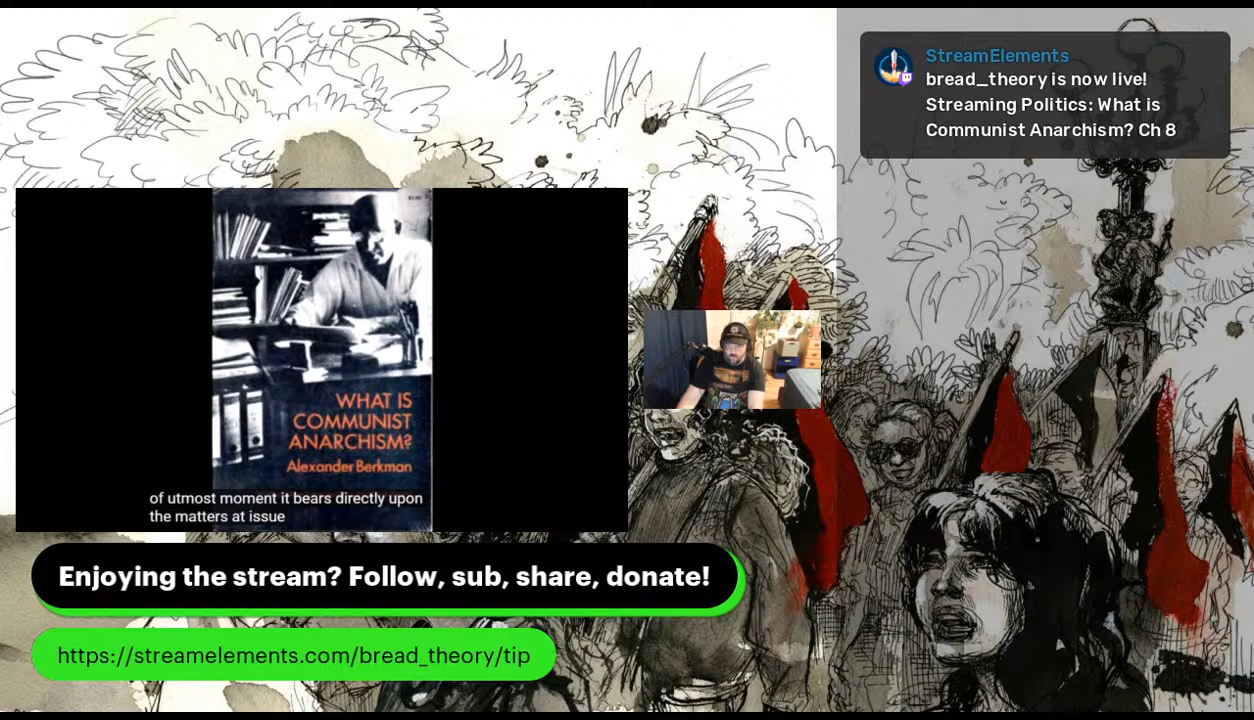 StreamElements
bread_theory is now live!
Streaming Politics: What is
Communist Anarchism? Ch 8
WHAT IS
COMMUNIST
ANARCHISM?
Alexander Berkman
of utmost moment it bears directly upon
the matters at issue
Enjoying the stream? Follow, sub, share, donate!
https://streamelements.com/bread_theory/tip